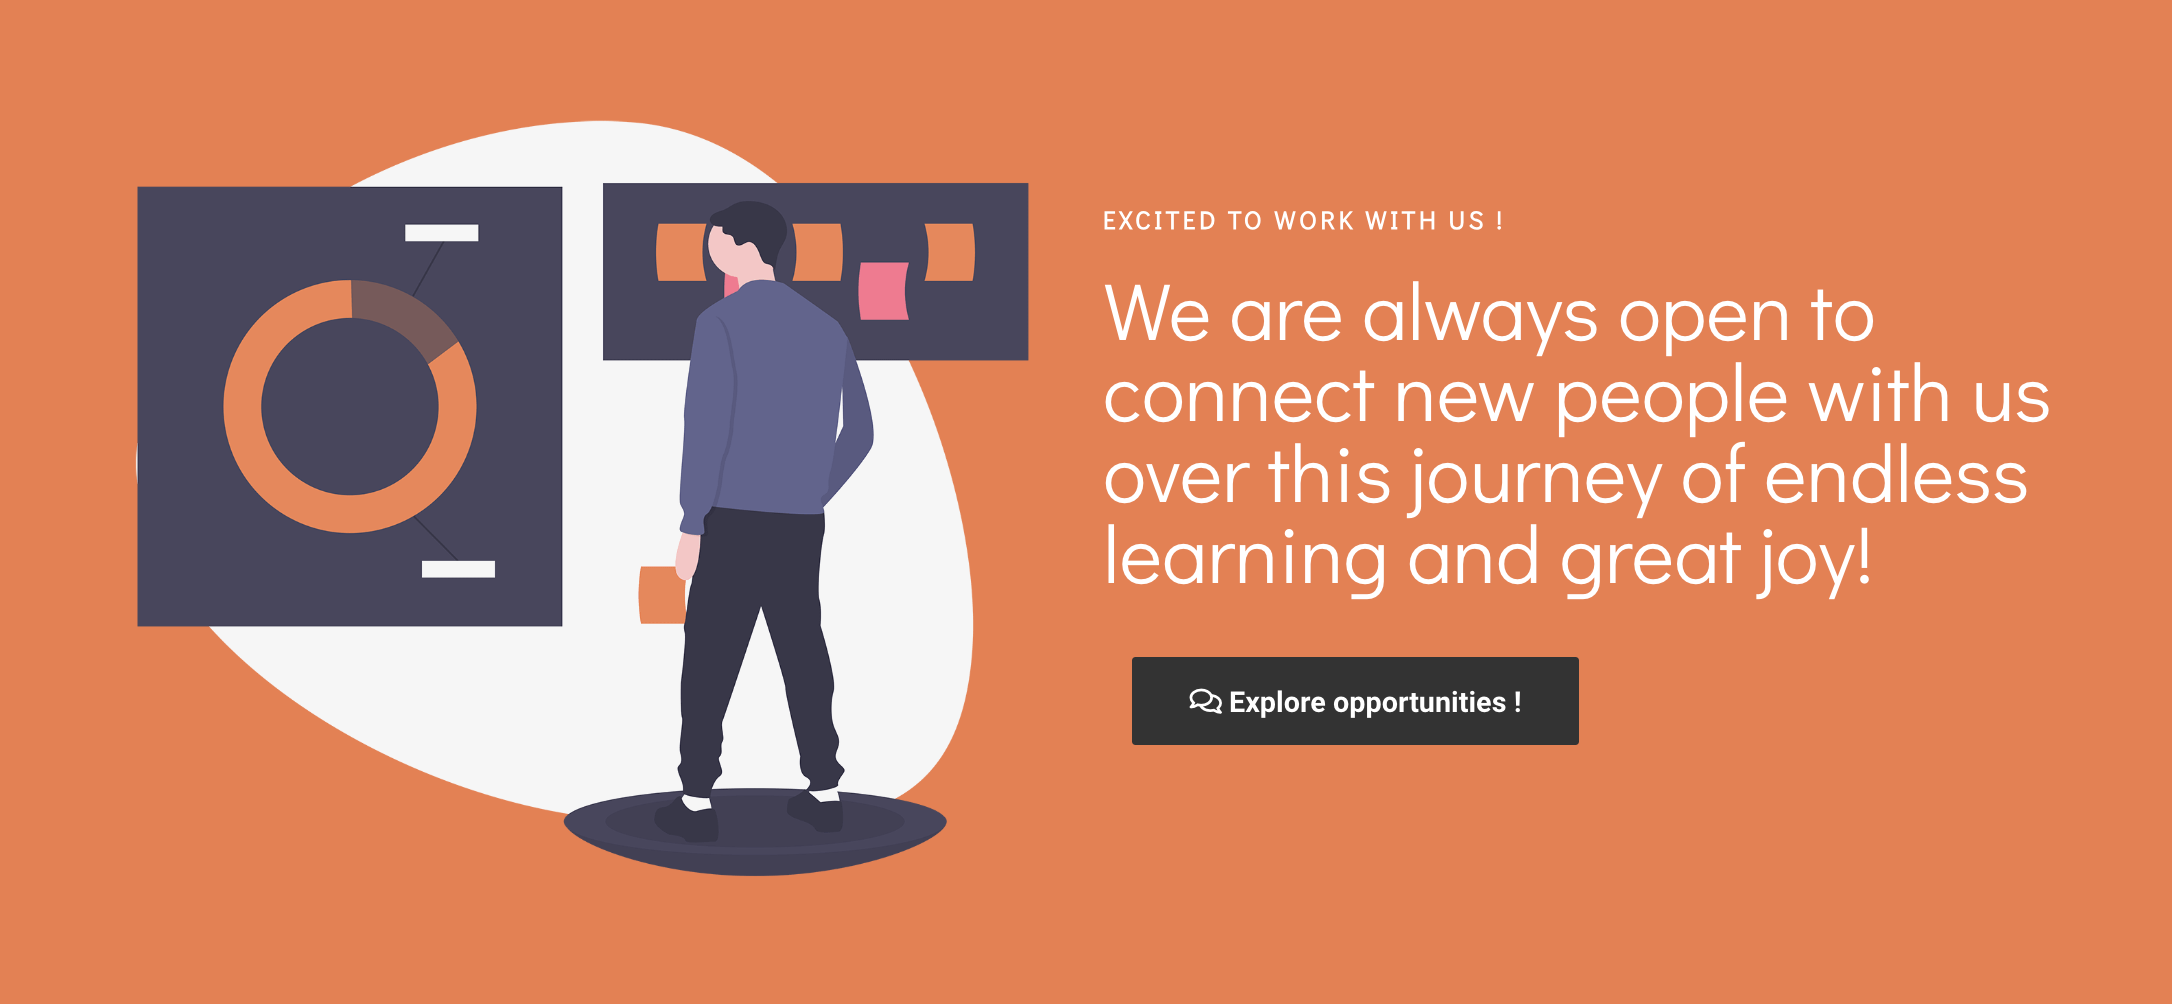 EXCITED TO WORK WITH US !
We are always open to
connect new people with us
over this journey of endless
learning and great joy!
Explore opportunities !